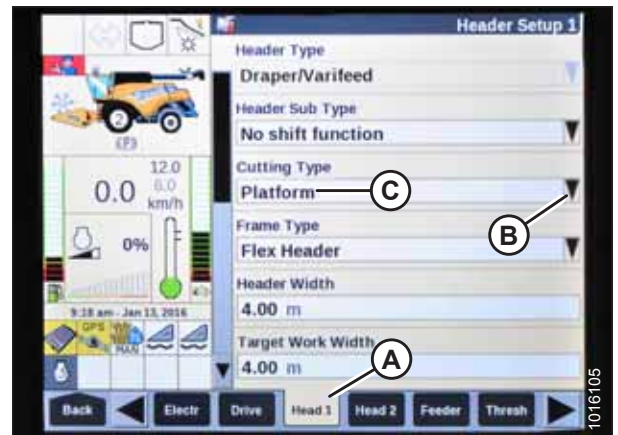 Header Setup 1
Header Type
Draper/Varifeed
Header Sub Type
No shift function
Cutting Type
Platform
C
B
Frame Type
Flex Header
Header Width
4.00 m
Target Work Width
4.00 m
A
2
(P)
12.0
6.0
0.0 km/h
0%
9:18 am - Jan 13, 2016
GPS
MAN
Back
Electr
Drive
Head 1
Head 2
Feeder
Thresh
1016105